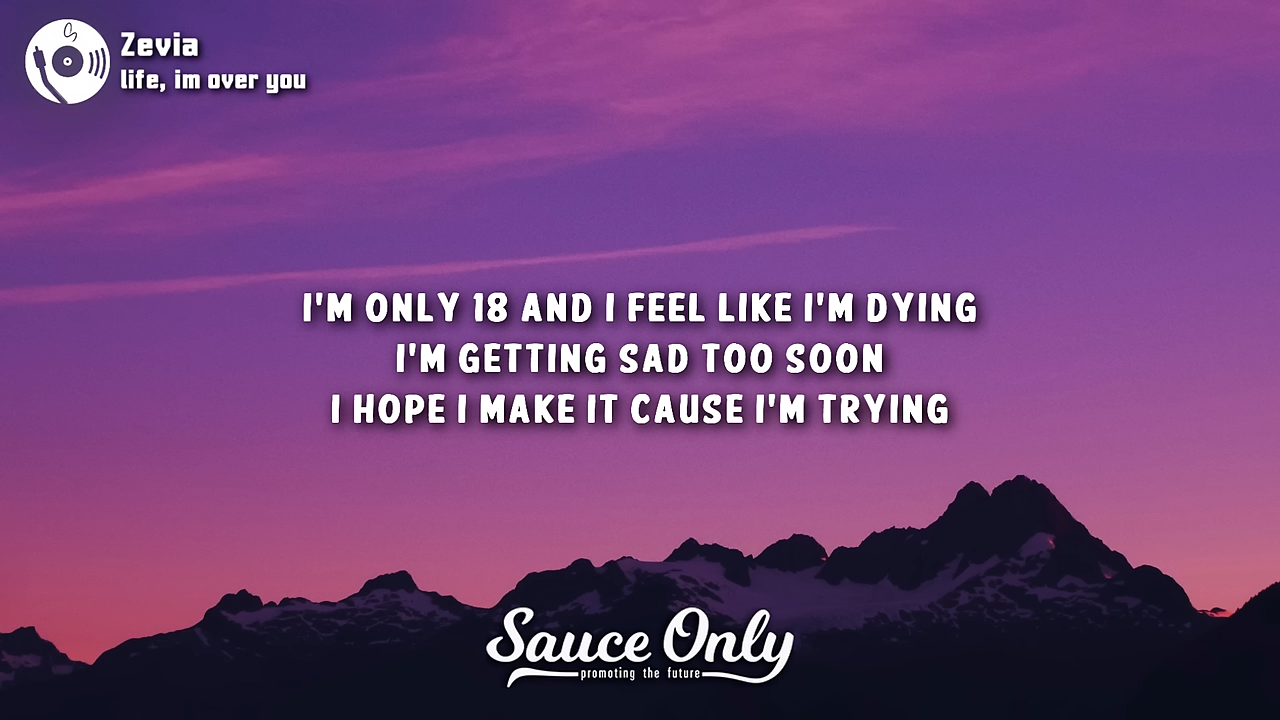 Zevia
life, im over you
I'M ONLY 18 AND I FEEL LIKE I'M DYING
I'M GETTING SAD TOO SOON
I HOPE I MAKE IT CAUSE I'M TRYING
Sauce Only
promoting the future